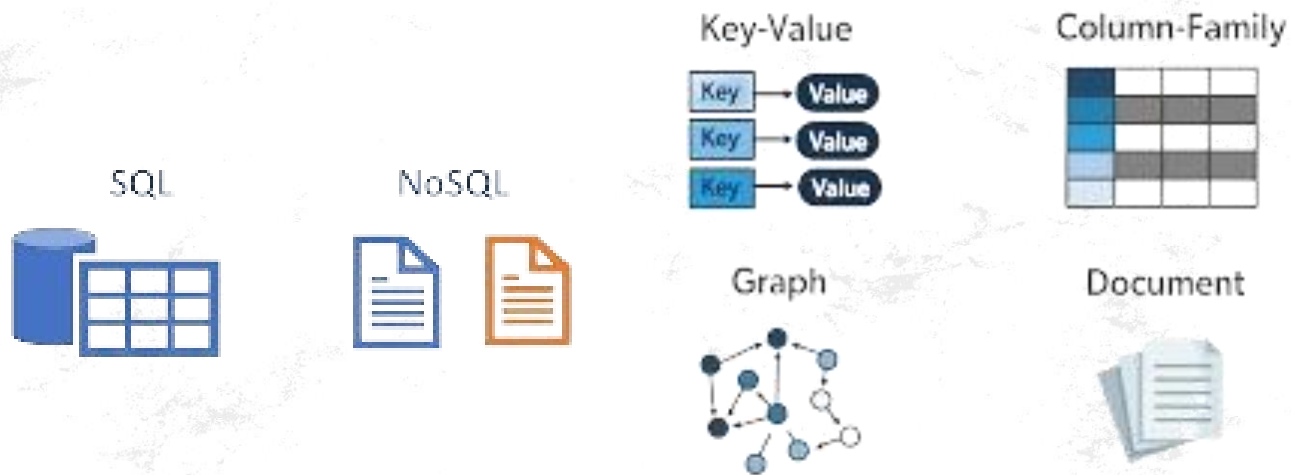 SQL
NoSQL
Key-Value
Key
Value
Key
Value
Key
Value
Column-Family
Graph
Document